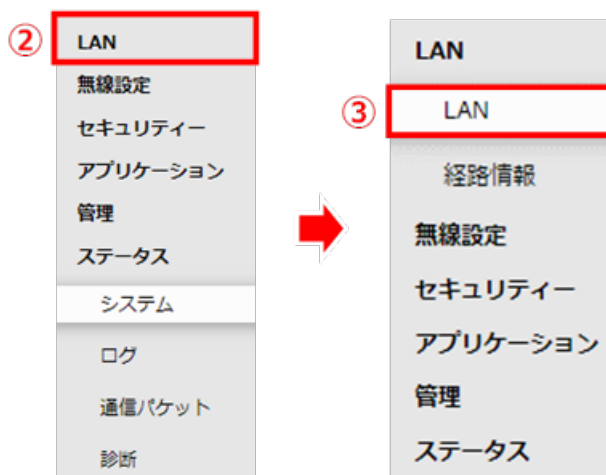 ②
LAN
無線設定
セキュリティー
アプリケーション
管理
ステータス
システム
ログ
通信パケット
診断
LAN
③
LAN
経路情報
無線設定
セキュリティー
アプリケーション
管理
ステータス